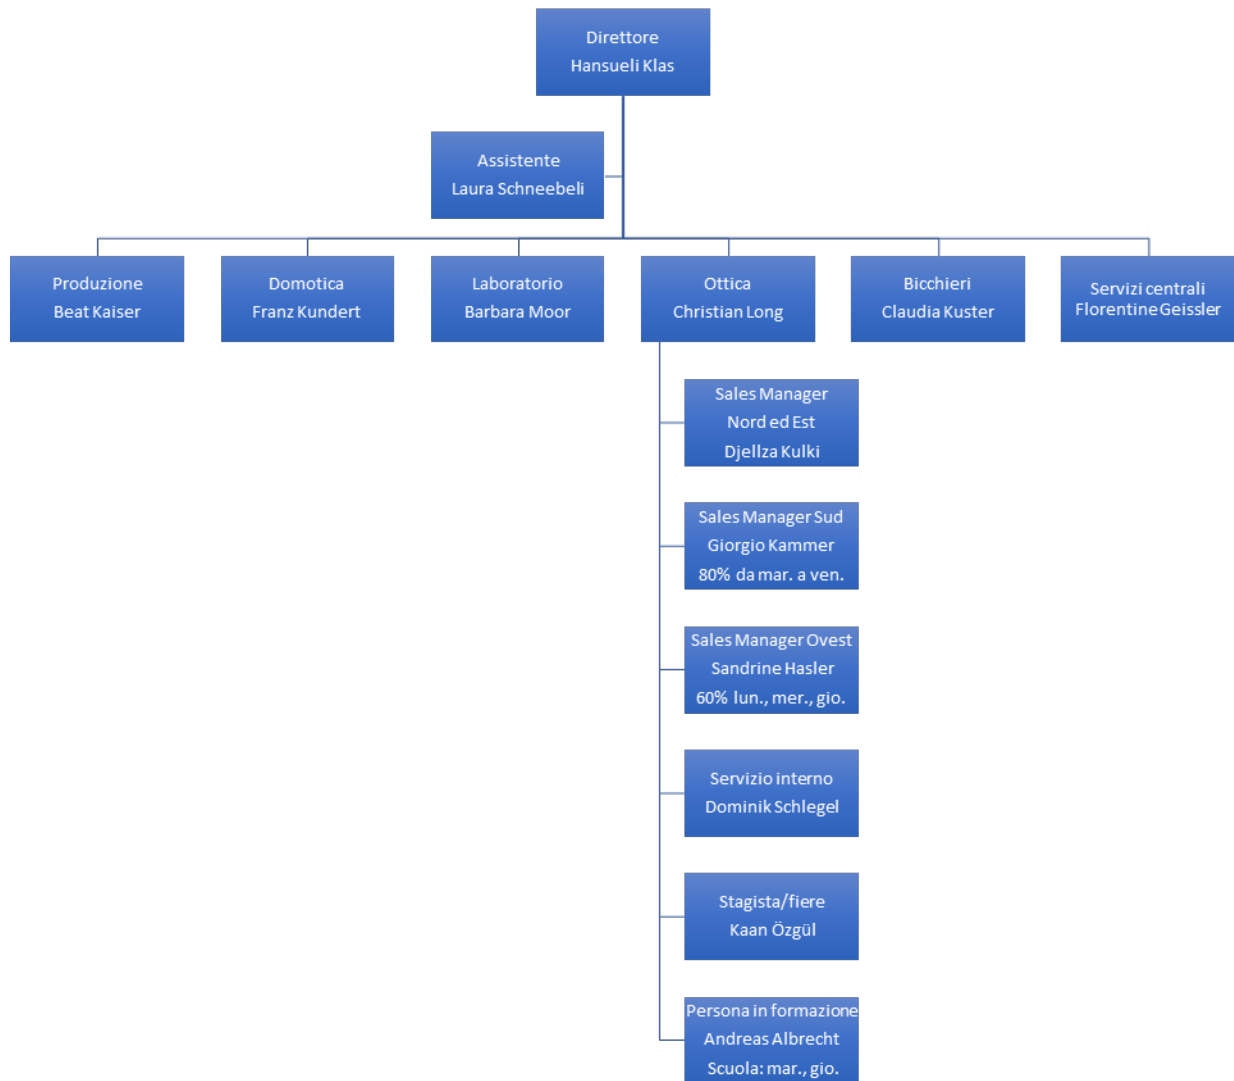 Direttore
Hansueli Klas
Assistente
Laura Schneebeli
Produzione
Beat Kaiser
Domotica
Franz Kundert
Laboratorio
Barbara Moor
Ottica
Christian Long
Bicchieri
Claudia Kuster
Servizi centrali
Florentine Geissler
Sales Manager
Nord ed Est
Djellza Kulki
Sales Manager Sud
Giorgio Kammer
80% da mar. a ven.
Sales Manager Ovest
Sandrine Hasler
60% lun., mer., gio.
Servizio interno
Dominik Schlegel
Stagista/fiere
Kaan Özgül
Persona in formazione
Andreas Albrecht
Scuola: mar., gio.